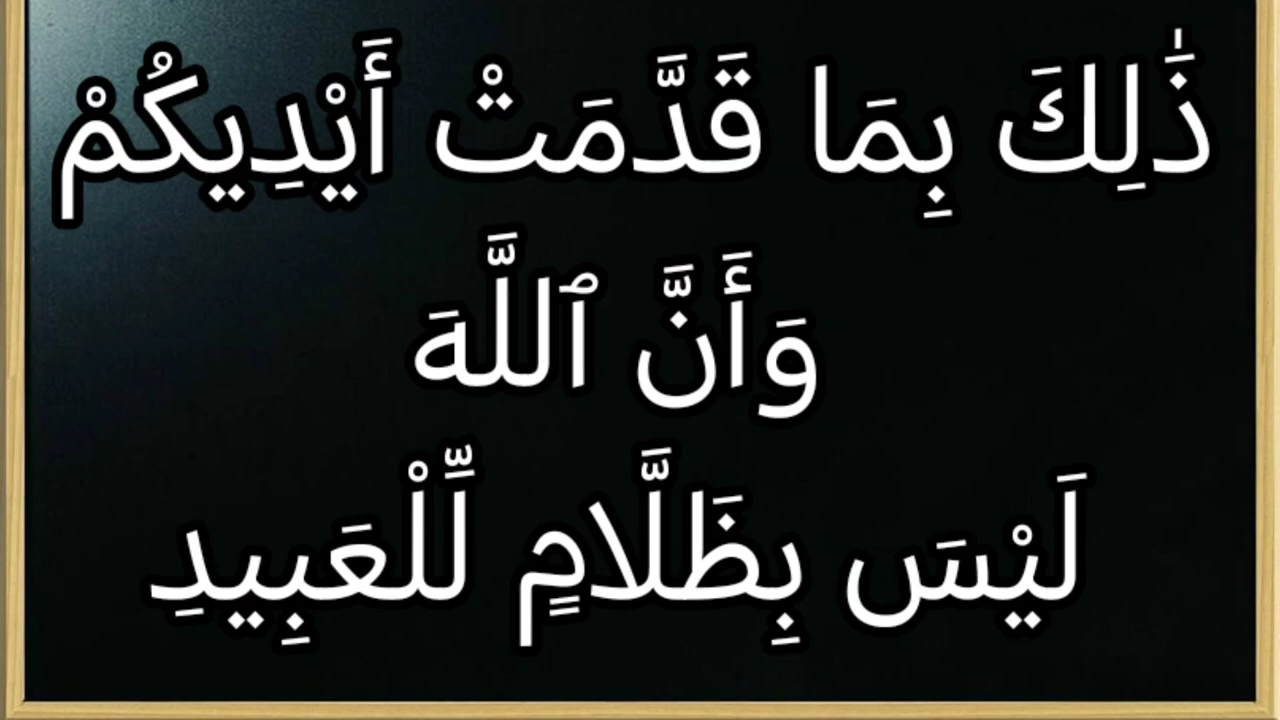 ذَٰلِكَ بِمَا قَدَّمَتْ أَيْدِيكُمْ
وَأَنَّ ٱللَّهَ
لَيْسَ بِظَلَّامٍ لِّلْعَبِيدِ